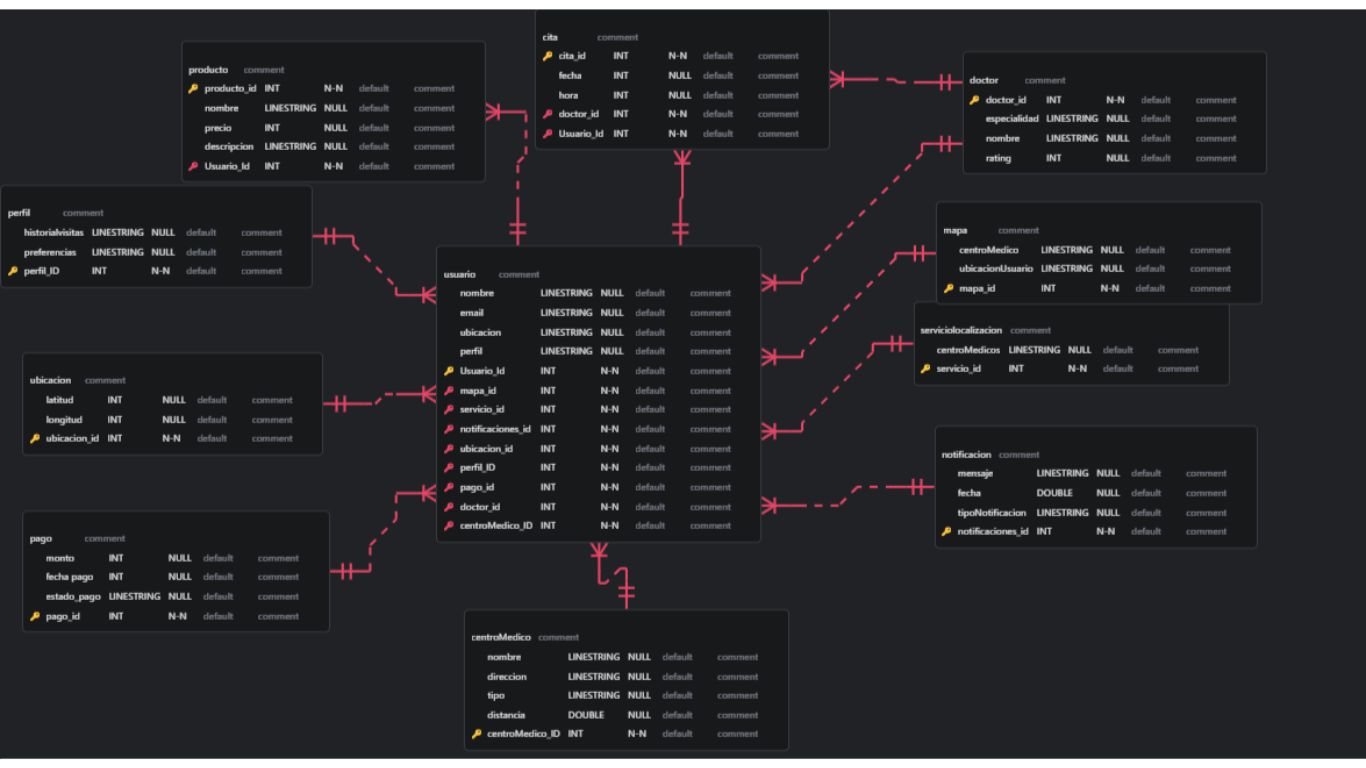 cita comment
cita_id INT N-N default comment
fecha INT NULL default comment
hora INT NULL default comment
doctor_id INT N-N default comment
Usuario_Id INT N-N default comment
producto comment
producto_id INT N-N default comment
nombre LINESTRING NULL default comment
precio INT NULL default comment
descripcion LINESTRING NULL default comment
Usuario_Id INT N-N default comment
doctor comment
doctor_id INT N-N default comment
especialidad LINESTRING NULL default comment
nombre LINESTRING NULL default comment
rating INT NULL default comment
perfil comment
historialvisitas LINESTRING NULL default comment
preferencias LINESTRING NULL default comment
perfil_ID INT N-N default comment
mapa comment
centroMedico LINESTRING NULL default comment
ubicacionUsuario LINESTRING NULL default comment
mapa_id INT N-N default comment
usuario comment
nombre LINESTRING NULL default comment
email LINESTRING NULL default comment
ubicacion LINESTRING NULL default comment
perfil LINESTRING NULL default comment
Usuario_Id INT N-N default comment
mapa_id INT N-N default comment
servicio_id INT N-N default comment
notificaciones_id INT N-N default comment
ubicacion_id INT N-N default comment
perfil_ID INT N-N default comment
pago_id INT N-N default comment
doctor_id INT N-N default comment
centroMedico_ID INT N-N default comment
serviciolocalizacion comment
centroMedicos LINESTRING NULL default comment
servicio_id INT N-N default comment
ubicacion comment
latitud INT NULL default comment
longitud INT NULL default comment
ubicacion_id INT N-N default comment
notificacion comment
mensaje LINESTRING NULL default comment
fecha DOUBLE NULL default comment
tipoNotificacion LINESTRING NULL default comment
notificaciones_id INT N-N default comment
pago comment
monto INT NULL default comment
fecha pago INT NULL default comment
estado_pago LINESTRING NULL default comment
pago_id INT N-N default comment
centroMedico comment
nombre LINESTRING NULL default comment
direccion LINESTRING NULL default comment
tipo LINESTRING NULL default comment
distancia DOUBLE NULL default comment
centroMedico_ID INT N-N default comment